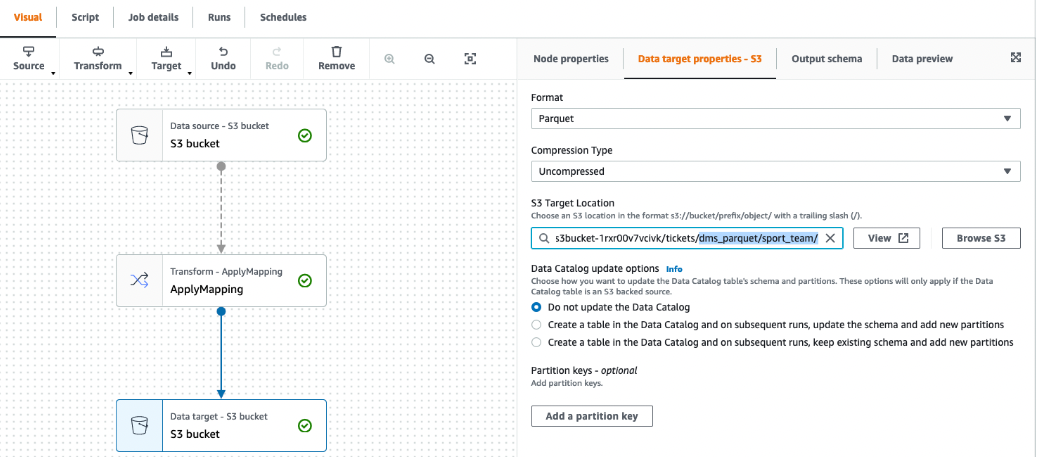 Visual Script Job details Runs Schedules
Source Transform Target Undo Redo Remove
Data source - S3 bucket
S3 bucket
Transform - ApplyMapping
ApplyMapping
Data target - S3 bucket
S3 bucket
Node properties Data target properties - S3 Output schema Data preview
Format
Parquet
Compression Type
Uncompressed
S3 Target Location
Choose an S3 location in the format s3://bucket/prefix/object/ with a trailing slash (/).
s3bucket-1rxr00v7vcivk/tickets/dms_parquet/sport_team/ View Browse S3
Data Catalog update options Info
Choose how you want to update the Data Catalog table's schema and partitions. These options will only apply if the Data
Catalog table is an S3 backed source.
Do not update the Data Catalog
Create a table in the Data Catalog and on subsequent runs, update the schema and add new partitions
Create a table in the Data Catalog and on subsequent runs, keep existing schema and add new partitions
Partition keys - optional
Add partition keys.
Add a partition key